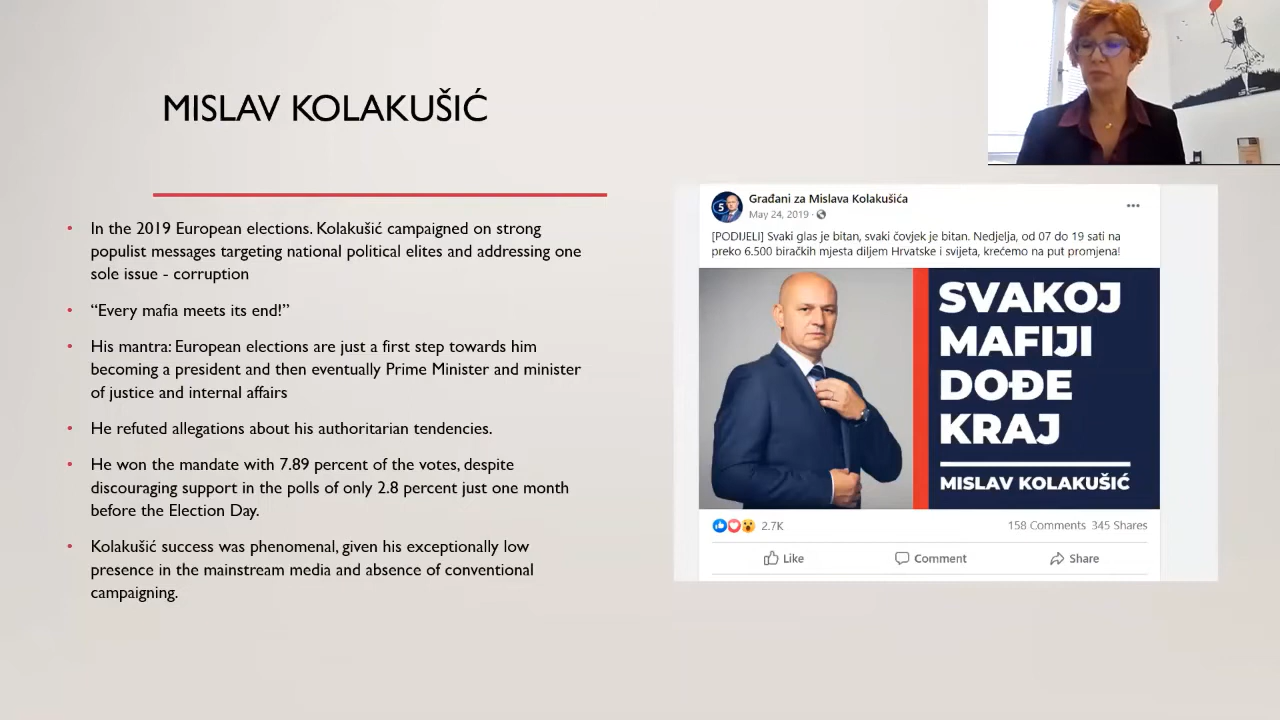 MISLAV KOLAKUŠIĆ
• In the 2019 European elections. Kolakušić campaigned on strong
populist messages targeting national political elites and addressing one
sole issue - corruption
• “Every mafia meets its end!”
• His mantra: European elections are just a first step towards him
becoming a president and then eventually Prime Minister and minister
of justice and internal affairs
• He refuted allegations about his authoritarian tendencies.
• He won the mandate with 7.89 percent of the votes, despite
discouraging support in the polls of only 2.8 percent just one month
before the Election Day.
• Kolakušić success was phenomenal, given his exceptionally low
presence in the mainstream media and absence of conventional
campaigning.
5
Građani za Mislava Kolakušića
May 24, 2019 ·
[PODIJELI] Svaki glas je bitan, svaki čovjek je bitan. Nedjelja, od 07 do 19 sati na
preko 6.500 biračkih mjesta diljem Hrvatske i svijeta, krećemo na put promjena!
SVAKOJ
MAFIJI
DOĐE
KRAJ
MISLAV KOLAKUŠIĆ
2.7K
158 Comments 345 Shares
Like Comment Share